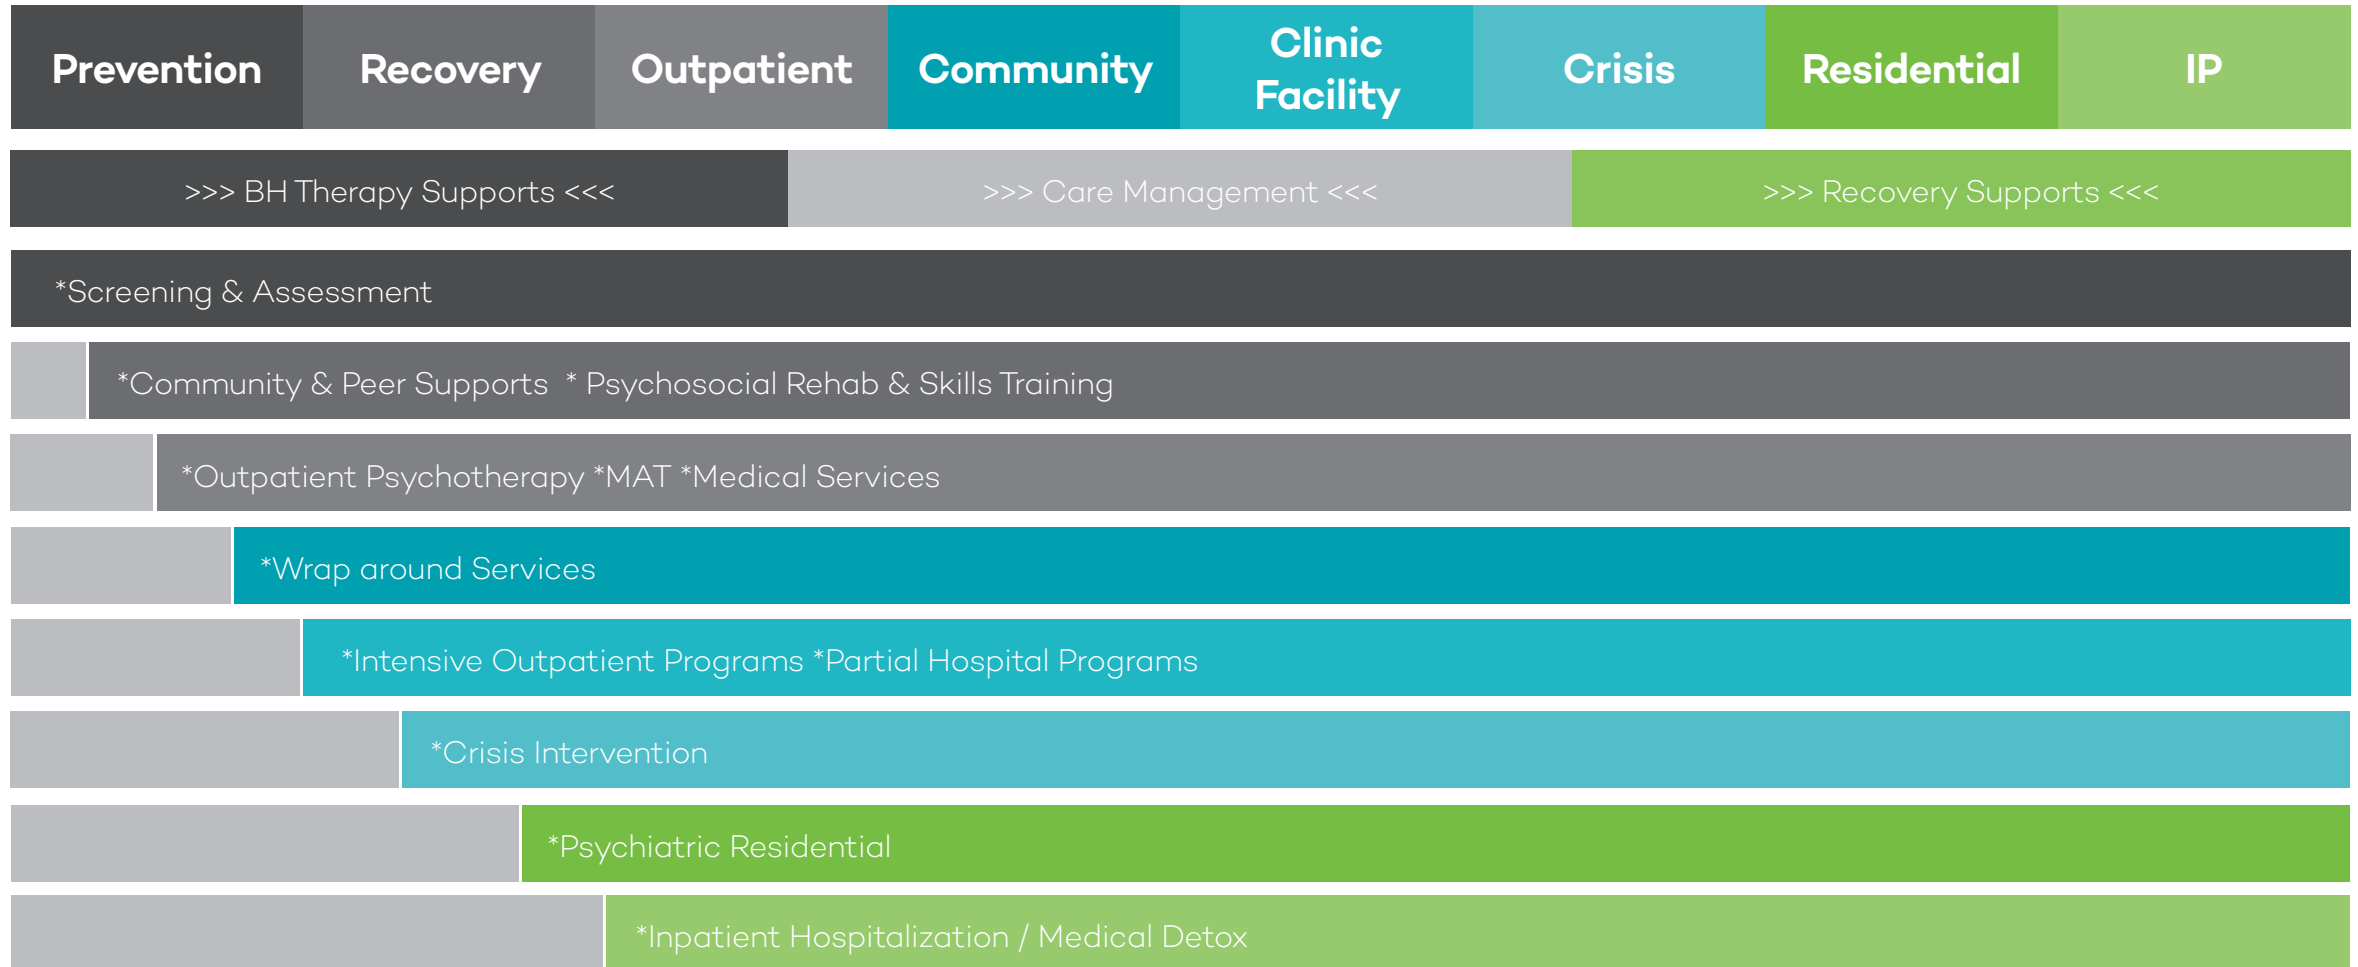 Prevention
Recovery
Outpatient
Community
Clinic
Facility
Crisis
Residential
IP
>>> BH Therapy Supports <<<
>>> Care Management <<<
>>> Recovery Supports <<<
*Screening & Assessment
*Community & Peer Supports * Psychosocial Rehab & Skills Training
*Outpatient Psychotherapy *MAT *Medical Services
*Wrap around Services
*Intensive Outpatient Programs *Partial Hospital Programs
*Crisis Intervention
*Psychiatric Residential
*Inpatient Hospitalization / Medical Detox